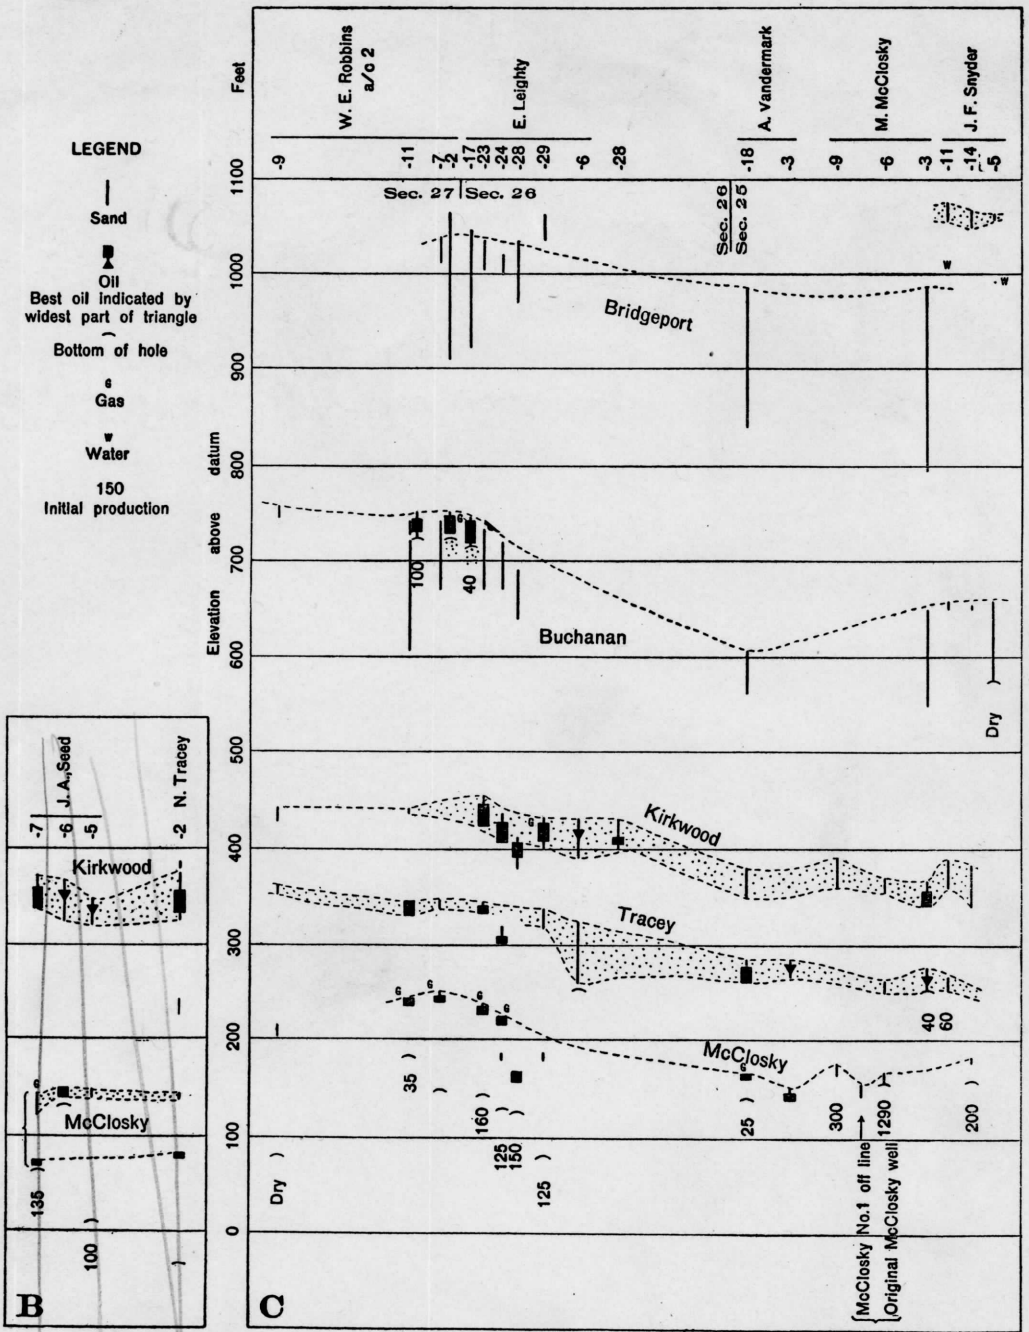 LEGEND
Sand
Oil
Best oil indicated by
widest part of triangle
Bottom of hole
G
Gas
W
Water
150
Initial production
Feet
1100
1000
900
datum
800
above
700
Elevation
600
500
400
300
200
100
0
W. E. Robbins
a/c 2
E. Leighty
A. Vandermark
M. McClosky
J. F. Snyder
-9
-11
-7
-2
-17
-23
-24
-28
-29
-6
-28
-18
-3
-9
-6
-3
-11
-14
-5
Sec. 27
Sec. 26
Sec. 26
Sec. 25
W
W
Bridgeport
G
100
40
Buchanan
Dry
G
Kirkwood
Tracey
40
60
G
G
G
G
G
McClosky
35
160
125
150
125
25
300
1290
200
Dry
McClosky No.1 off line
Original McClosky well
C
J. A. Seed
-7
-6
-5
N. Tracey
-2
Kirkwood
G
McClosky
135
100
B